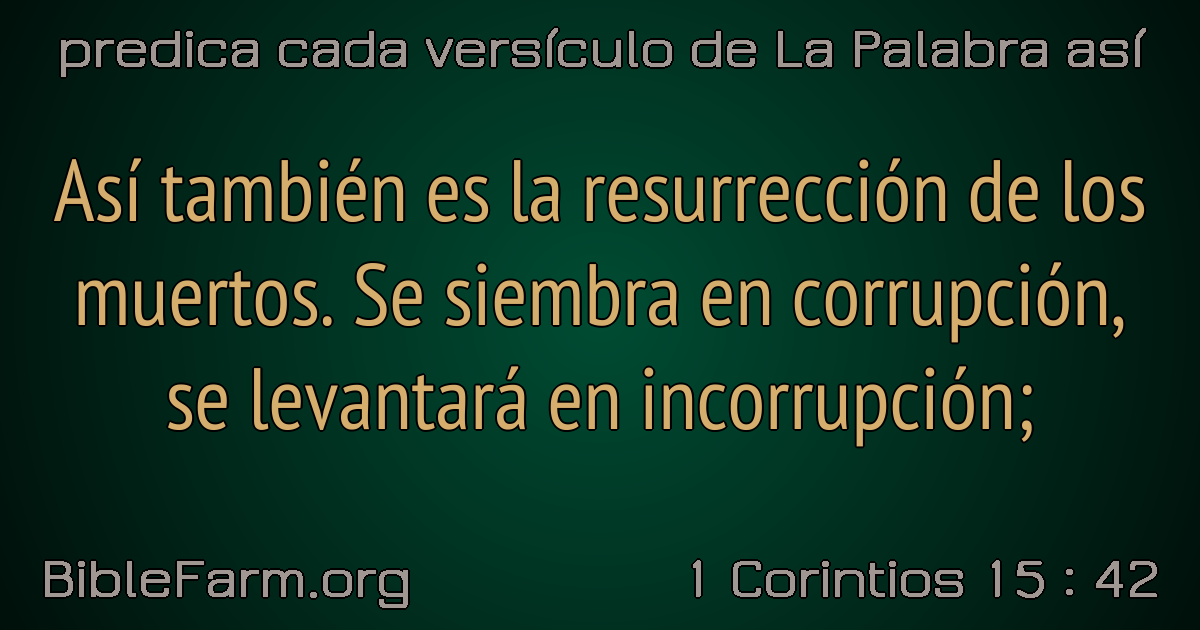 predica cada versículo de La Palabra así
Así también es la resurrección de los
muertos. Se siembra en corrupción,
se levantará en incorrupción;
BibleFarm.org
1 Corintios 15 : 42